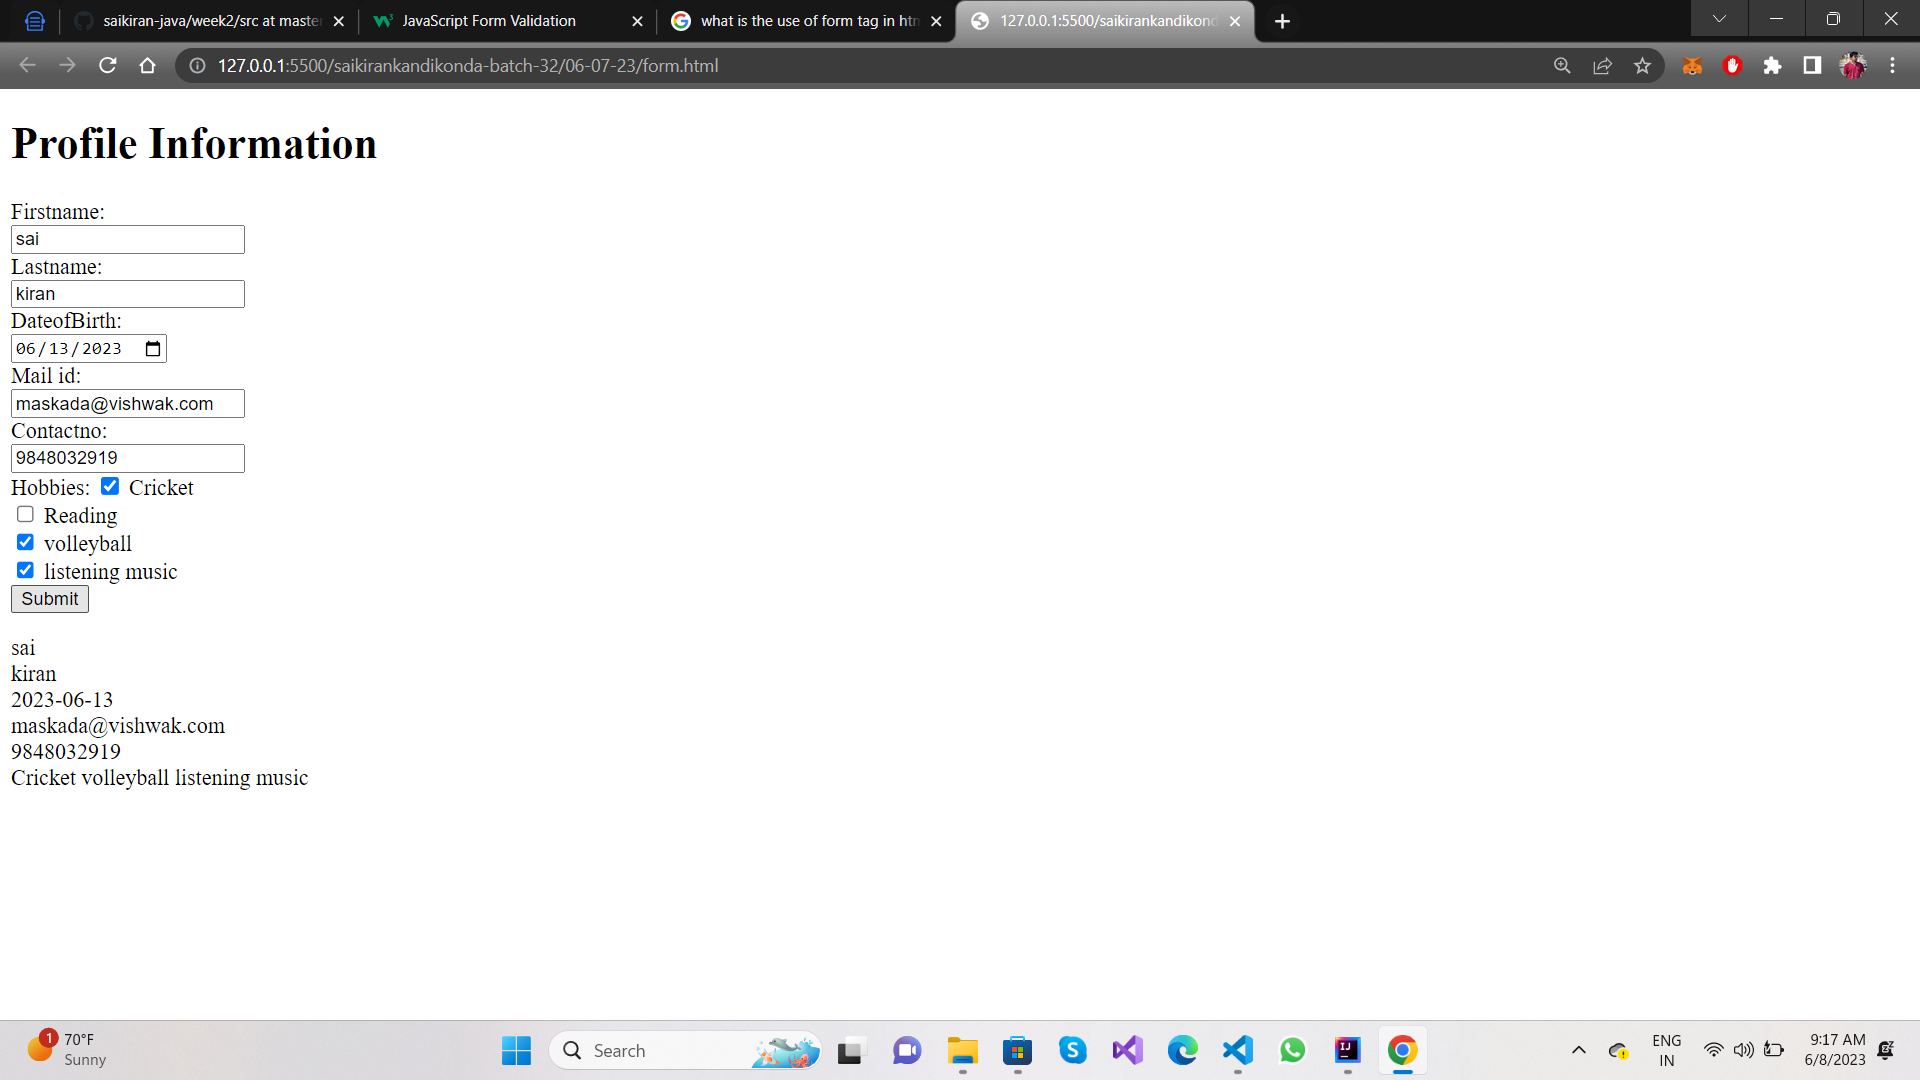 saikiran-java/week2/src at master
JavaScript Form Validation
what is the use of form tag in htm
127.0.0.1:5500/saikirankandikond
127.0.0.1:5500/saikirankandikonda-batch-32/06-07-23/form.html
Profile Information
Firstname:
sai
Lastname:
kiran
DateofBirth:
06/13/2023
Mail id:
maskada@vishwak.com
Contactno:
9848032919
Hobbies: Cricket
Reading
volleyball
listening music
Submit
sai
kiran
2023-06-13
maskada@vishwak.com
9848032919
Cricket volleyball listening music
1
70°F
Sunny
Search
ENG
IN
9:17 AM
6/8/2023